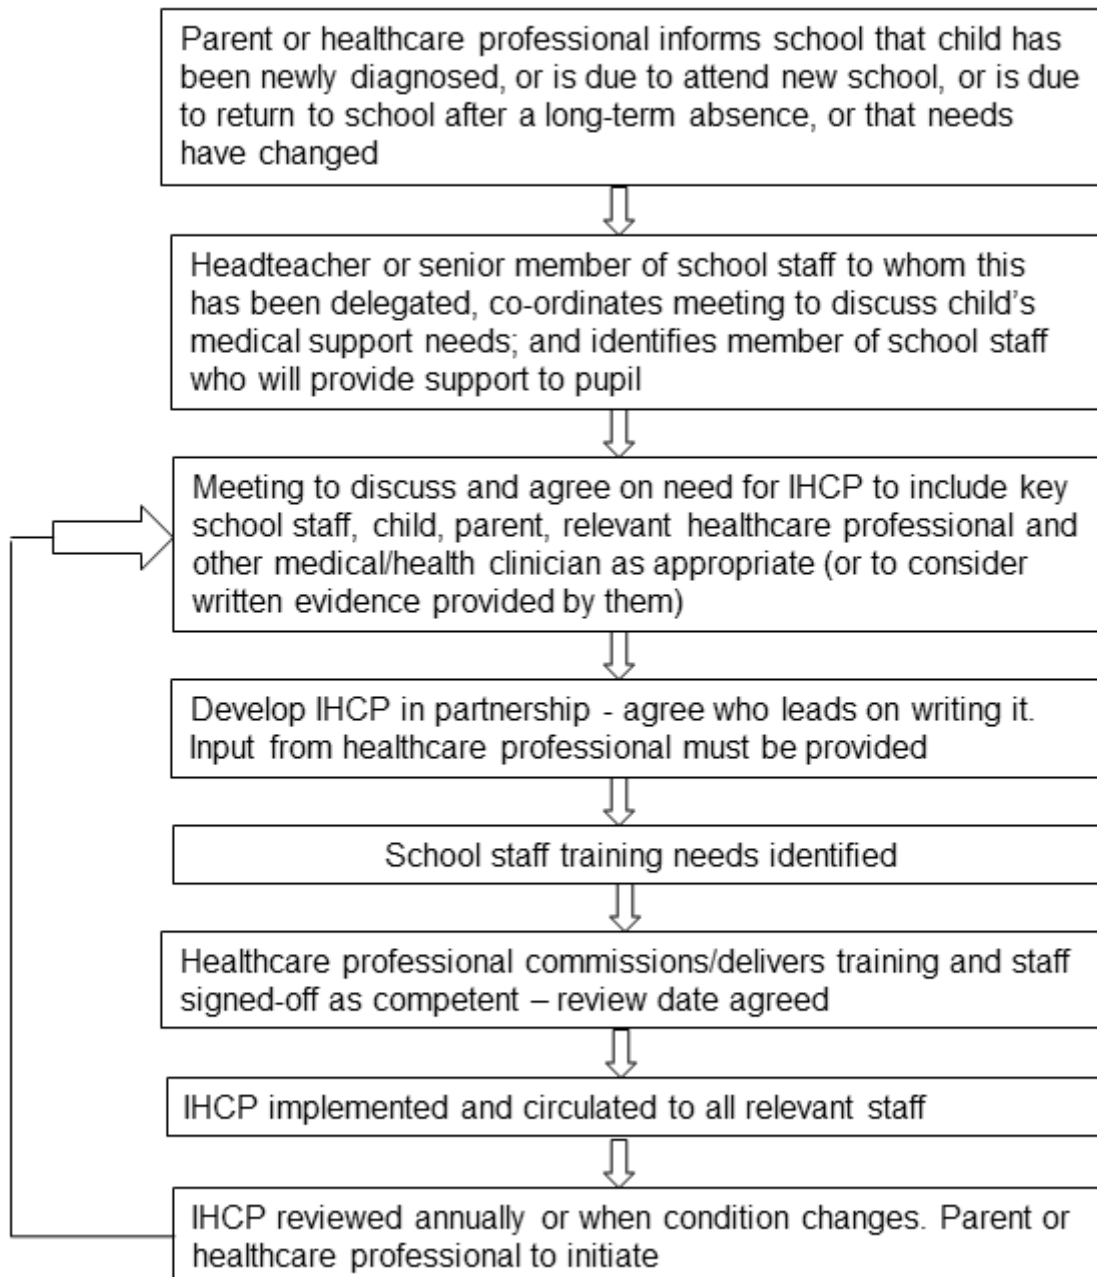 Parent or healthcare professional informs school that child has
been newly diagnosed, or is due to attend new school, or is due
to return to school after a long-term absence, or that needs
have changed
Headteacher or senior member of school staff to whom this
has been delegated, co-ordinates meeting to discuss child's
medical support needs; and identifies member of school staff
who will provide support to pupil
Meeting to discuss and agree on need for IHCP to include key
school staff, child, parent, relevant healthcare professional and
other medical/health clinician as appropriate (or to consider
written evidence provided by them)
Develop IHCP in partnership - agree who leads on writing it.
Input from healthcare professional must be provided
School staff training needs identified
Healthcare professional commissions/delivers training and staff
signed-off as competent – review date agreed
IHCP implemented and circulated to all relevant staff
IHCP reviewed annually or when condition changes. Parent or
healthcare professional to initiate